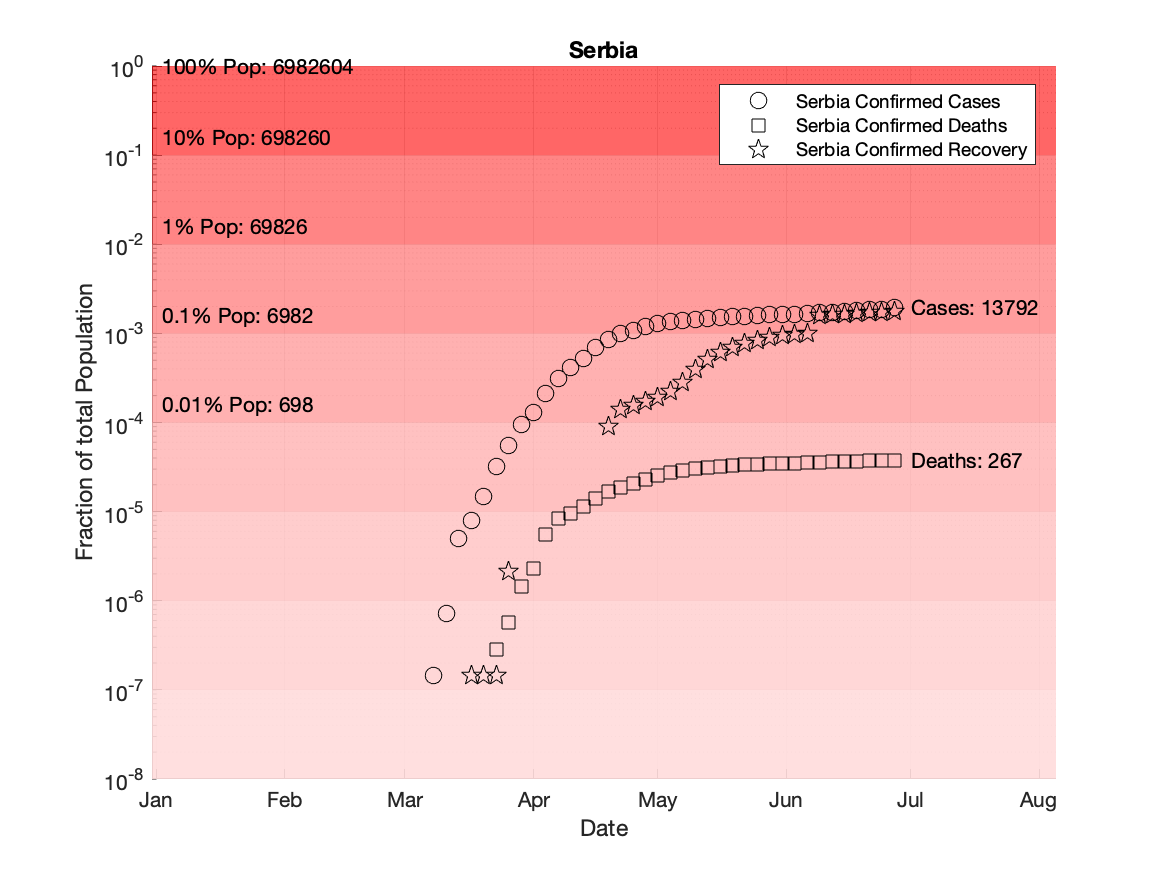 Serbia
10^0
100% Pop: 6982604
Serbia Confirmed Cases
Serbia Confirmed Deaths
Serbia Confirmed Recovery
10% Pop: 698260
10^-1
1% Pop: 69826
10^-2
0.1% Pop: 6982
Cases: 13792
10^-3
0.01% Pop: 698
10^-4
Deaths: 267
10^-5
10^-6
10^-7
10^-8
Fraction of total Population
Jan Feb Mar Apr May Jun Jul Aug
Date